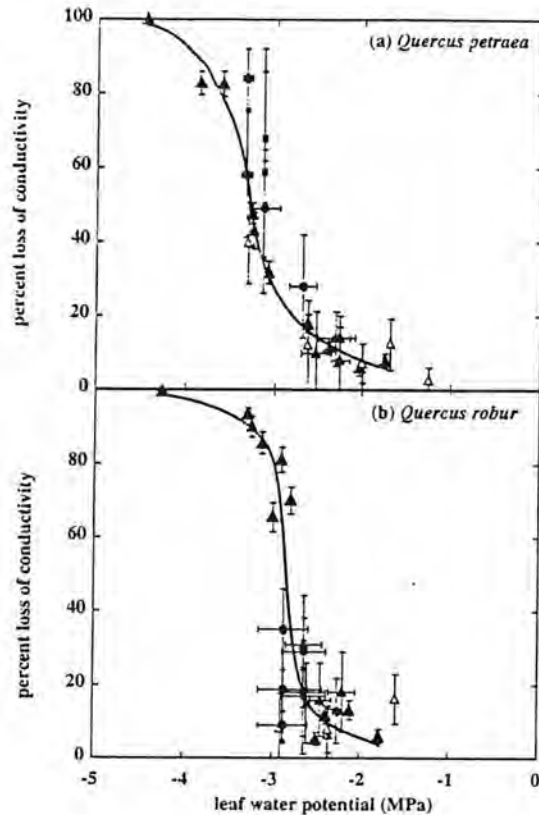 100
80
60
40
20
0
percent loss of conductivity
(a) Quercus petraea
80
60
40
20
0
percent loss of conductivity
(b) Quercus robur
-5 -4 -3 -2 -1 0
leaf water potential (MPa)